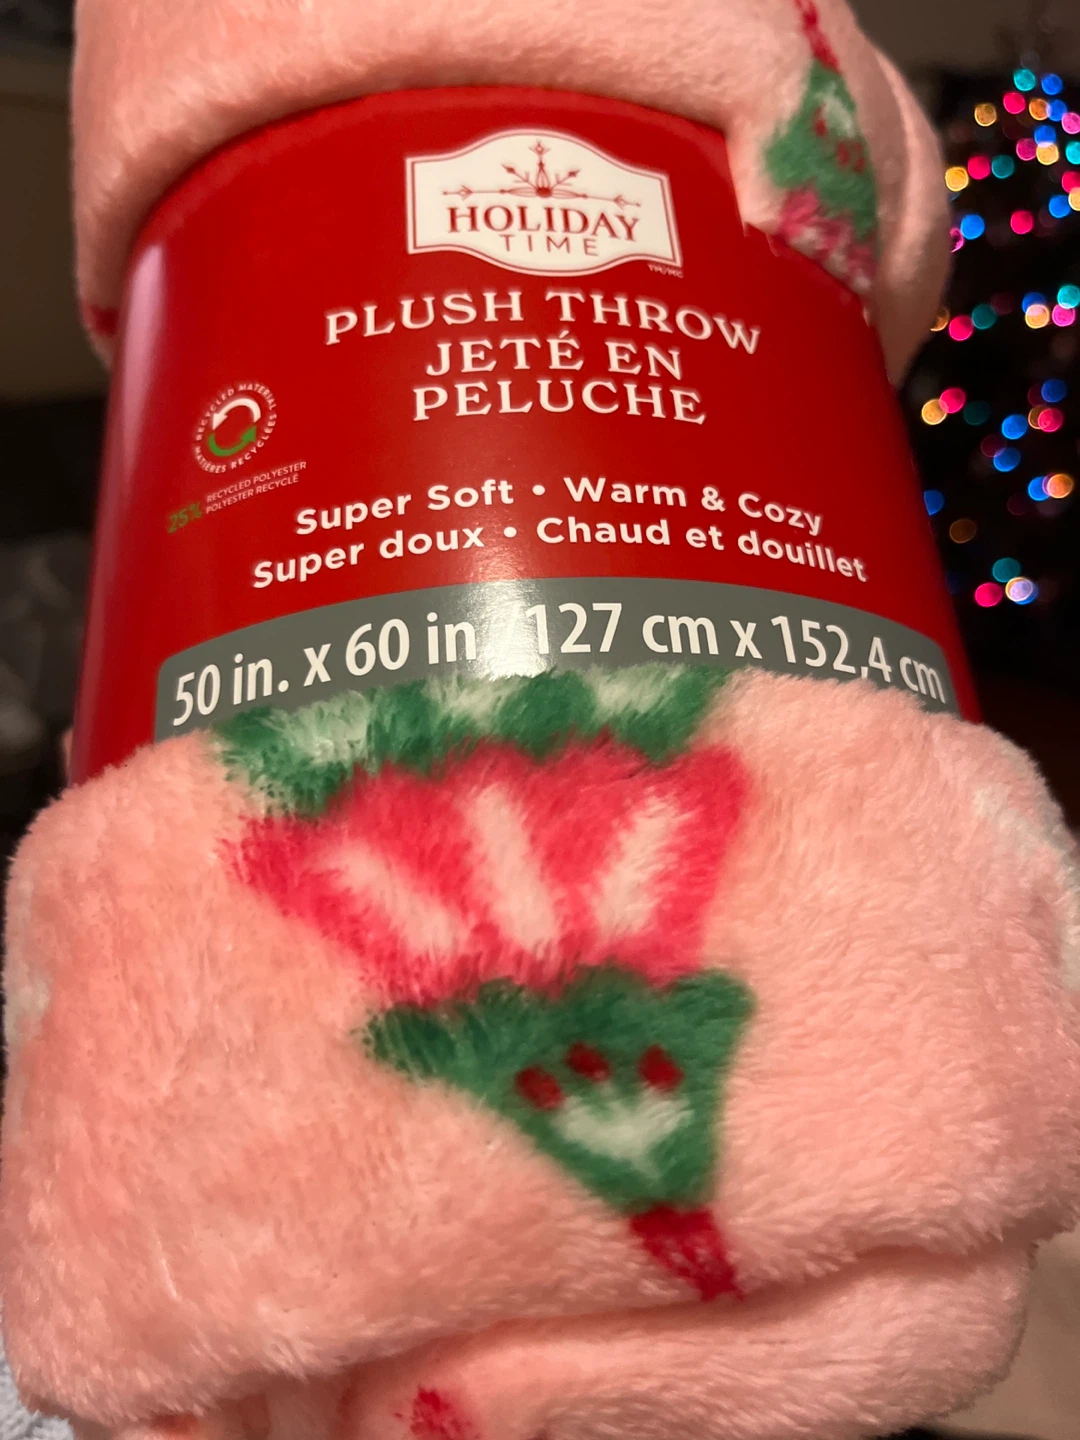 HOLIDAY
TIME
TM/MC
PLUSH THROW
JETÉ EN
PELUCHE
RECYCLED MATERIAL
MATIÈRES RECYCLÉES
25% RECYCLED POLYESTER
POLYESTER RECYCLÉ
Super Soft • Warm & Cozy
Super doux • Chaud et douillet
50 in. x 60 in / 127 cm x 152,4 cm